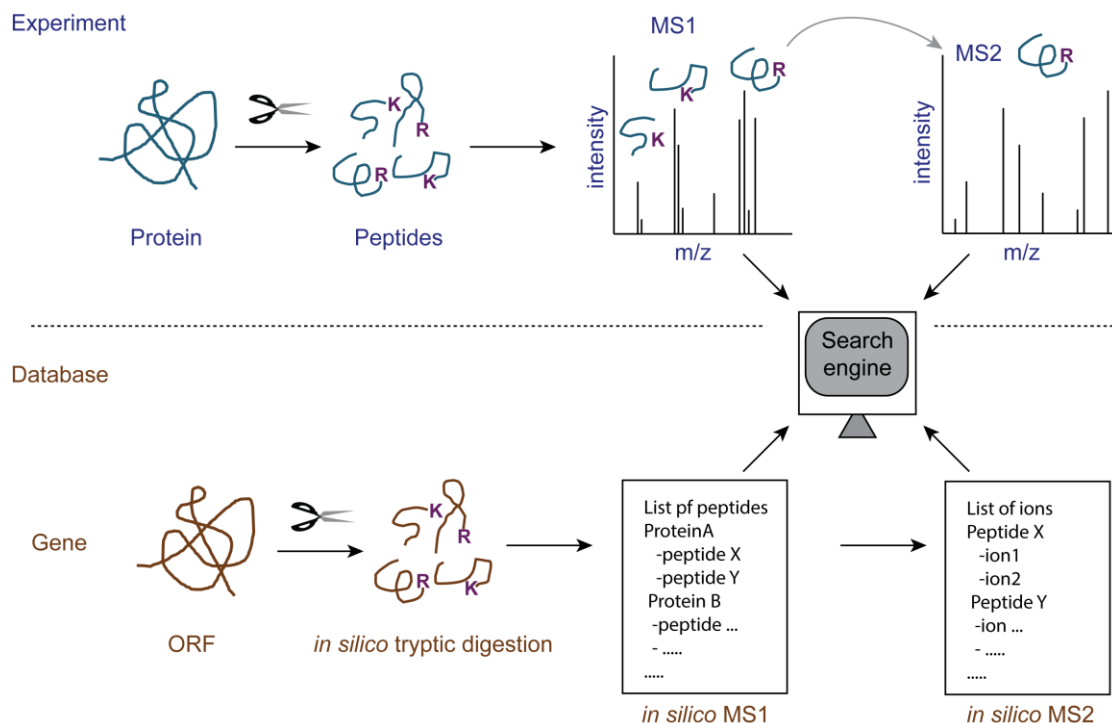 Experiment
MS1
MS2
R
K
R
K
R
K
R
K
intensity
intensity
Protein
Peptides
m/z
m/z
Search
engine
Database
Gene
K
R
R
K
ORF
in silico tryptic digestion
List pf peptides
ProteinA
-peptide X
-peptide Y
Protein B
-peptide ...
- .....
.....
in silico MS1
List of ions
Peptide X
-ion1
-ion2
Peptide Y
-ion ...
- .....
.....
in silico MS2